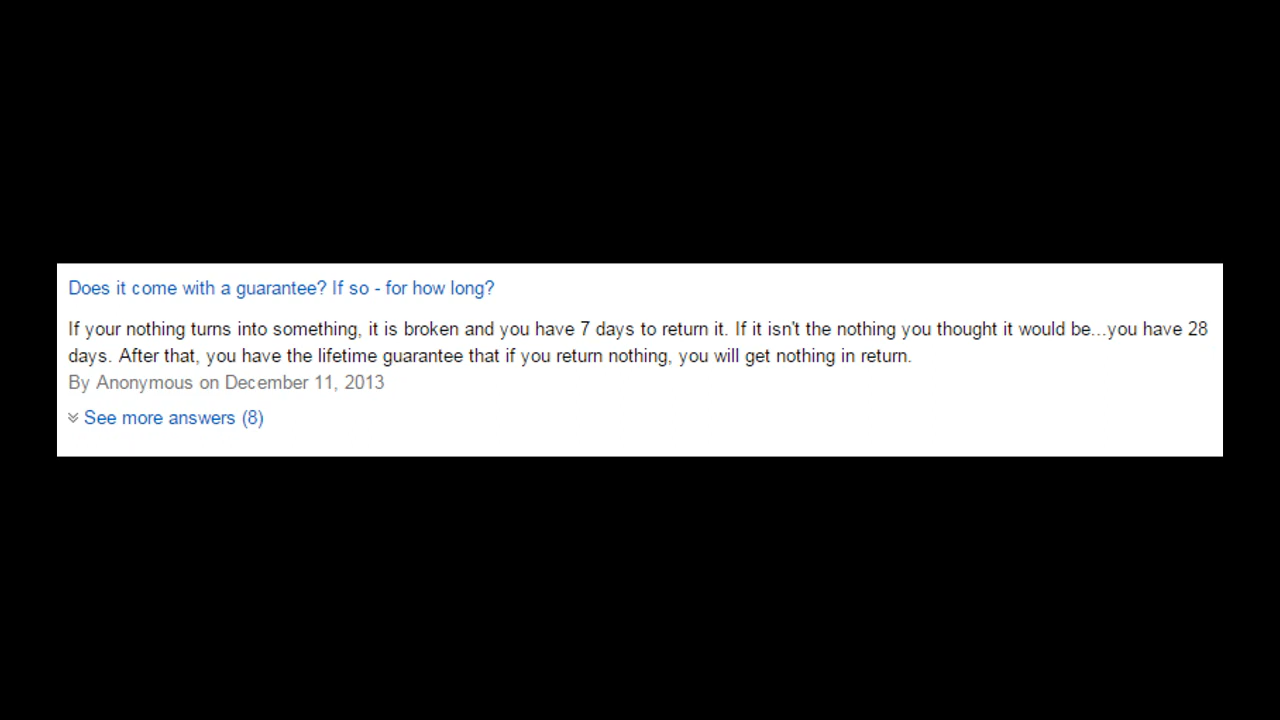 Does it come with a guarantee? If so - for how long?
If your nothing turns into something, it is broken and you have 7 days to return it. If it isn't the nothing you thought it would be...you have 28
days. After that, you have the lifetime guarantee that if you return nothing, you will get nothing in return.
By Anonymous on December 11, 2013
See more answers (8)